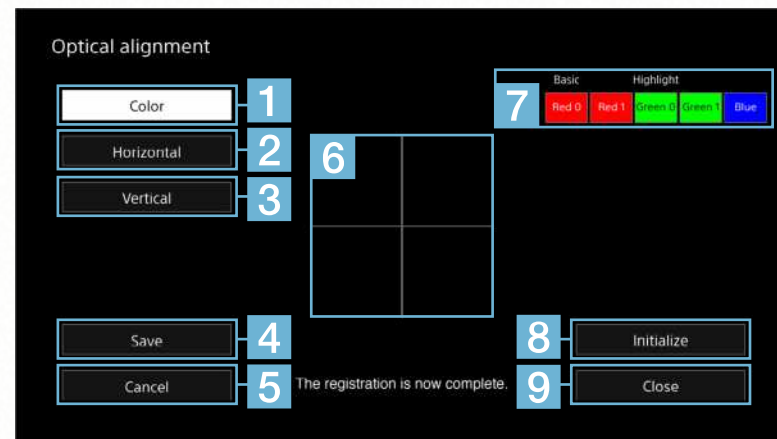 Optical alignment
Basic Highlight
Color 1
7 Red 0 Red 1 Green 0 Green 1 Blue
Horizontal 2
6
Vertical 3
Save 4
8 Initialize
Cancel 5
The registration is now complete.
9 Close